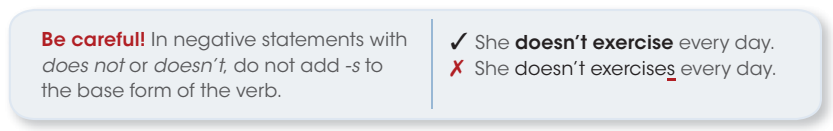 Be careful! In negative statements with
does not or doesn't, do not add -s to
the base form of the verb.
✓ She doesn't exercise every day.
✗ She doesn't exercises every day.